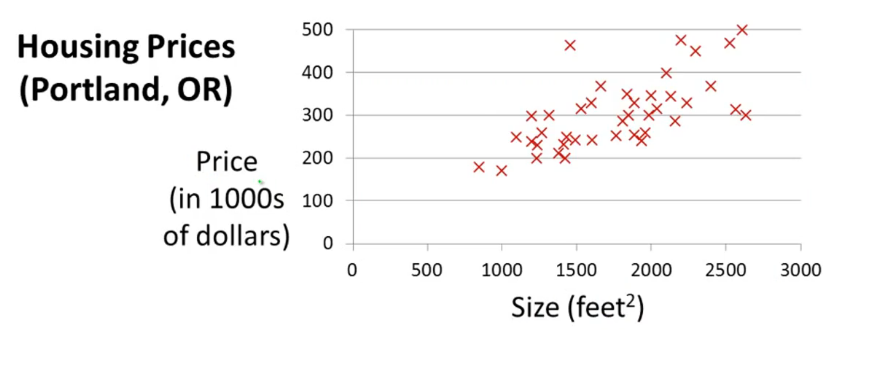 Housing Prices
(Portland, OR)
Price
(in 1000s
of dollars)
500
400
300
200
100
0
0 500 1000 1500 2000 2500 3000
Size (feet²)